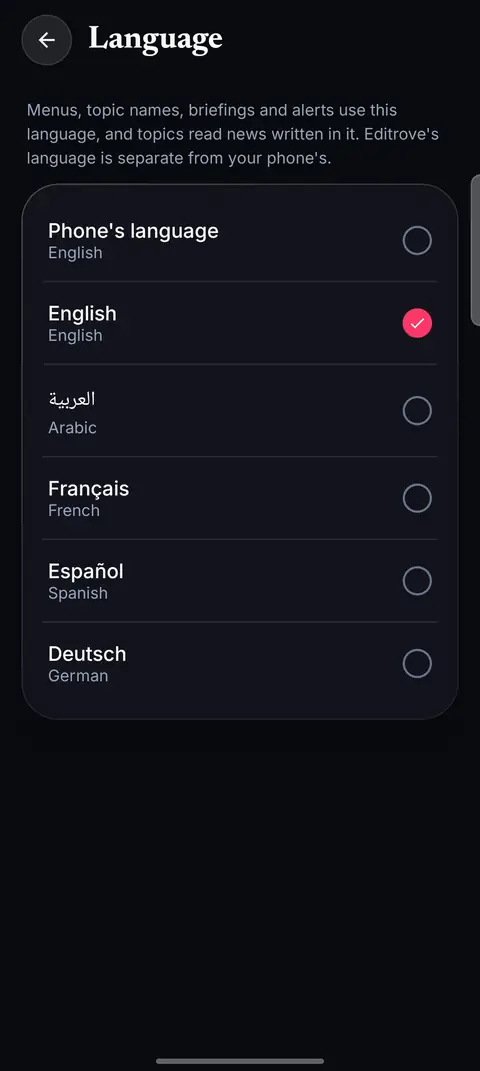 Language
Menus, topic names, briefings and alerts use this
language, and topics read news written in it. Editrove's
language is separate from your phone's.
Phone's language
English
English
English
العربية
Arabic
Français
French
Español
Spanish
Deutsch
German